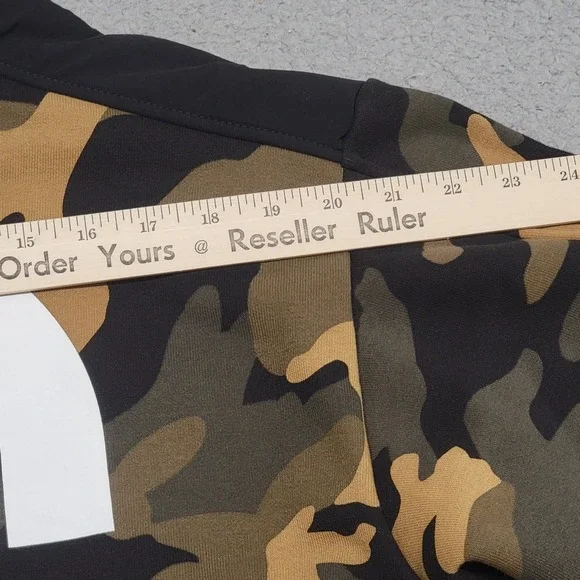 15 16 17 18 19 20 21 22 23 24
Order Yours @ Reseller Ruler